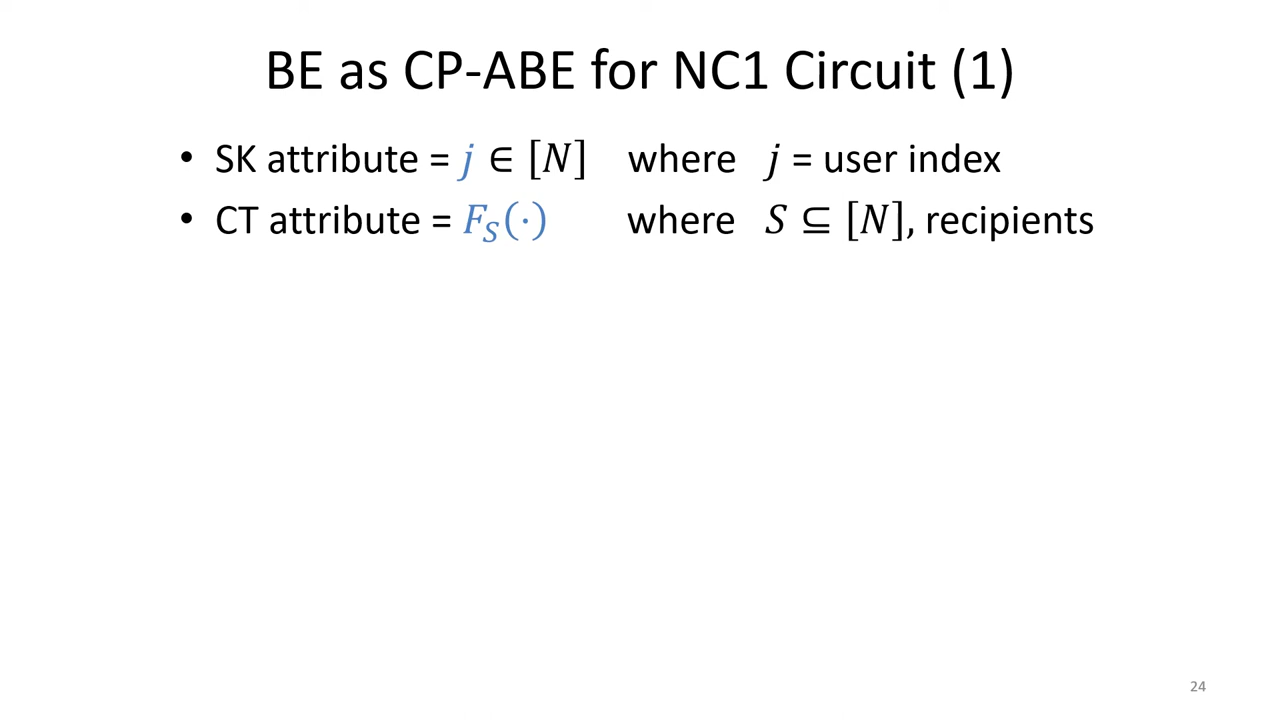 BE as CP-ABE for NC1 Circuit (1)
• SK attribute = j ∈ [N] where j = user index
• CT attribute = F_S(·) where S ⊆ [N], recipients
24